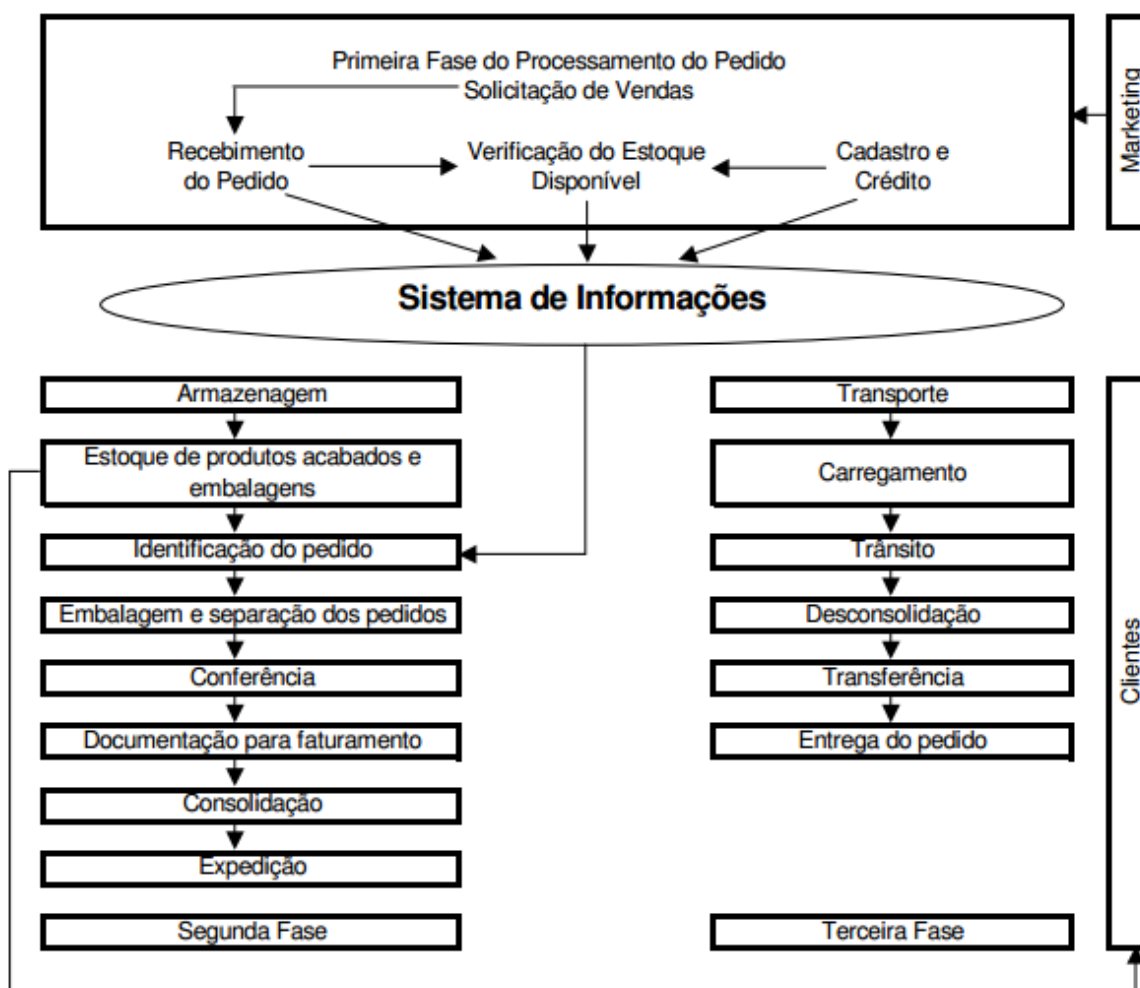 Primeira Fase do Processamento do Pedido
Solicitação de Vendas
Recebimento
do Pedido
Verificação do Estoque
Disponível
Cadastro e
Crédito
Marketing
Sistema de Informações
Armazenagem
Estoque de produtos acabados e
embalagens
Identificação do pedido
Embalagem e separação dos pedidos
Conferência
Documentação para faturamento
Consolidação
Expedição
Segunda Fase
Transporte
Carregamento
Trânsito
Desconsolidação
Transferência
Entrega do pedido
Terceira Fase
Clientes